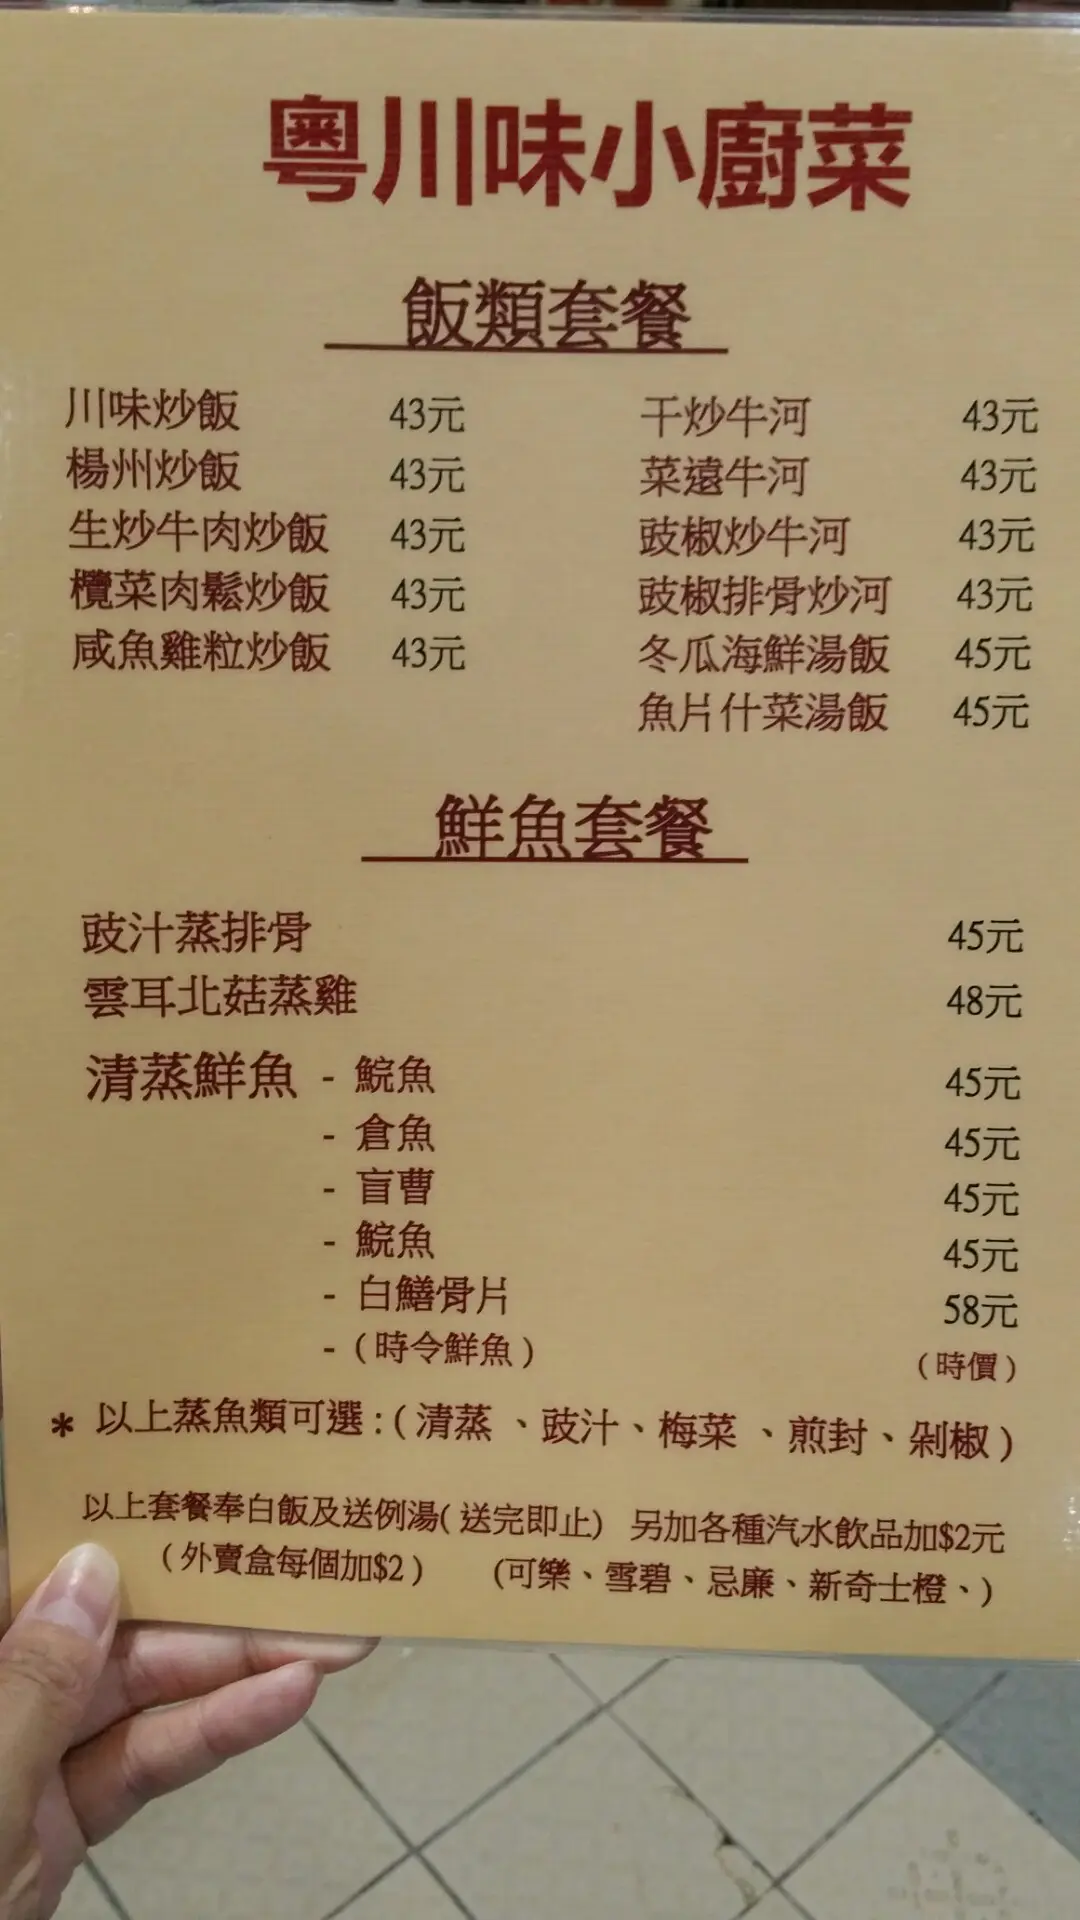 粵川味小廚菜
飯類套餐
川味炒飯 43元 干炒牛河 43元
楊州炒飯 43元 菜遠牛河 43元
生炒牛肉炒飯 43元 豉椒炒牛河 43元
欖菜肉鬆炒飯 43元 豉椒排骨炒河 43元
咸魚雞粒炒飯 43元 冬瓜海鮮湯飯 45元
魚片什菜湯飯 45元
鮮魚套餐
豉汁蒸排骨 45元
雲耳北菇蒸雞 48元
清蒸鮮魚 - 鯇魚 45元
- 倉魚 45元
- 盲曹 45元
- 鯇魚 45元
- 白鱔骨片 58元
- (時令鮮魚) (時價)
* 以上蒸魚類可選:(清蒸、豉汁、梅菜、煎封、剁椒)
以上套餐奉白飯及送例湯(送完即止) 另加各種汽水飲品加$2元
(外賣盒每個加$2) (可樂、雪碧、忌廉、新奇士橙、)